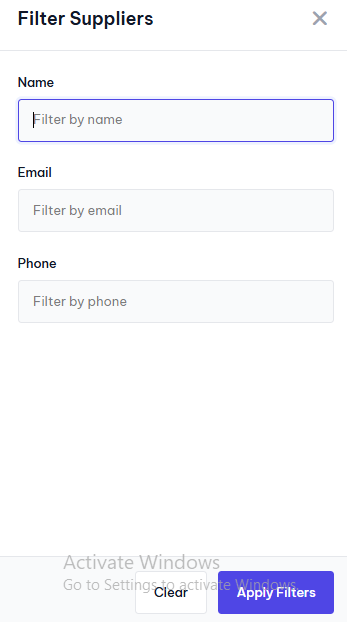 Filter Suppliers
Name
Filter by name
Email
Filter by email
Phone
Filter by phone
Activate Windows
Go to Settings to activate Windows.
Clear
Apply Filters